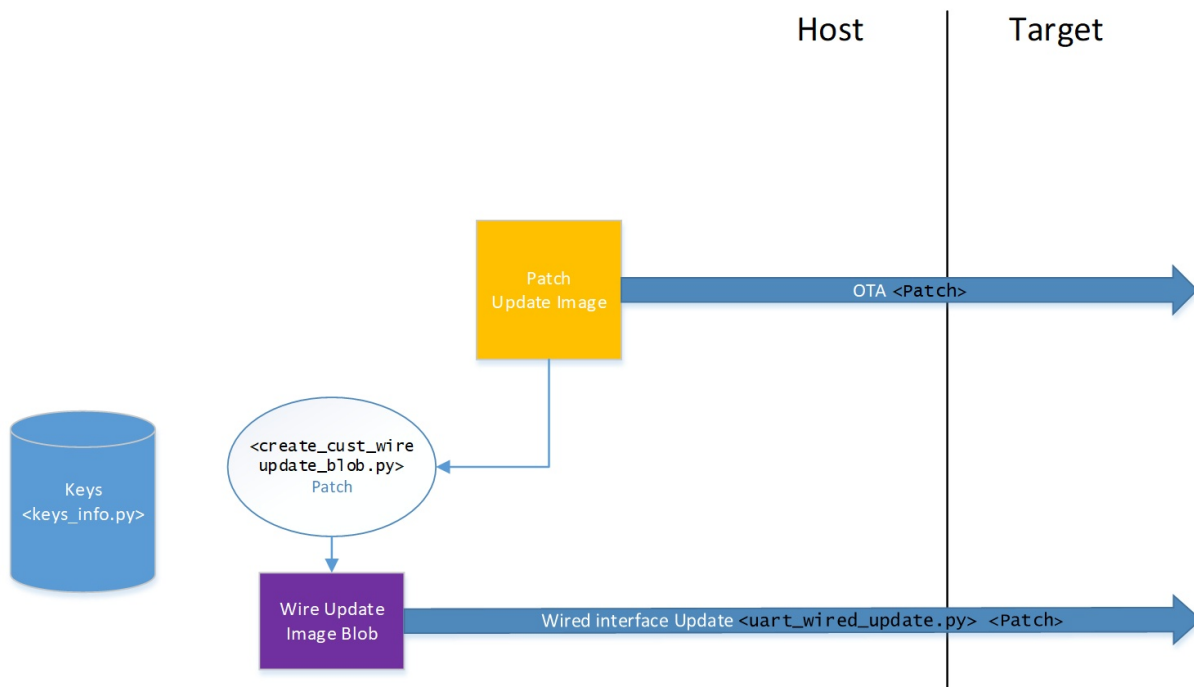 Host
Target
Patch
Update Image
OTA <Patch>
<create_cust_wire
update_blob.py>
Patch
Keys
<keys_info.py>
Wire Update
Image Blob
Wired interface Update <uart_wired_update.py> <Patch>